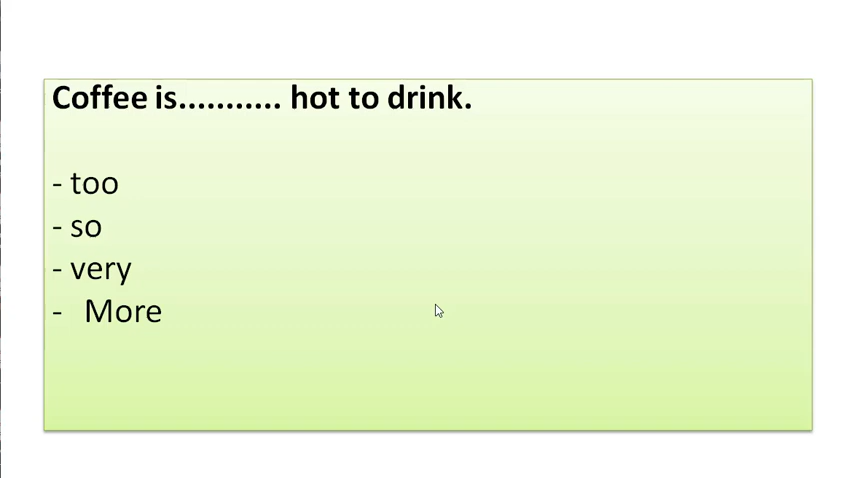 Coffee is........... hot to drink.
- too
- so
- very
- More